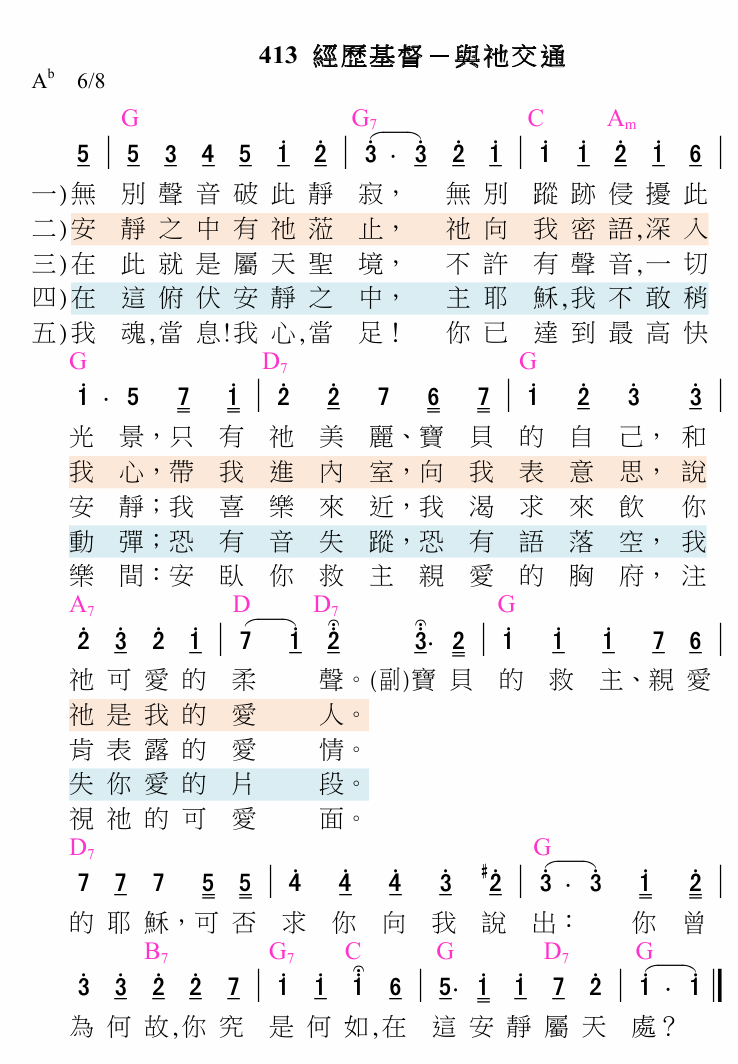 413 經歷基督－與祂交通
A♭ 6/8
G G7 C Am
5 | 5 3 4 5 i 2̇ | 3̇ . 3̇ 2̇ i | i i 2̇ i 6 |
一)無別聲音破此靜寂，無別蹤跡侵擾此
二)安靜之中有祂蒞止，祂向我密語,深入
三)在此就是屬天聖境，不許有聲音,一切
四)在這俯伏安靜之中，主耶穌,我不敢稍
五)我魂,當息!我心,當足！你已達到最高快
G D7 G
i . 5 7 i | 2̇ 2̇ 7 6 7 | i 2̇ 3̇ 3̇ |
光景，只有祂美麗、寶貝的自己，和
我心，帶我進內室，向我表意思，說
安靜；我喜樂來近，我渴求來飲你
動彈；恐有音失蹤，恐有語落空，我
樂間：安臥你救主親愛的胸府，注
A7 D D7 G
2̇ 3̇ 2̇ i | 7 i 2̇ 3̇. 2̇ | i i i 7 6 |
祂可愛的柔聲。(副)寶貝的救主、親愛
祂是我的愛人。
肯表露的愛情。
失你愛的片段。
視祂的可愛面。
D7 G
7 7 7 5 5 | 4̇ 4̇ 4̇ 3̇ #2̇ | 3̇ . 3̇ i 2̇ |
的耶穌，可否求你向我說出：你曾
B7 G7 C G D7 G
3̇ 3̇ 2̇ 2̇ 7 | i i i 6 | 5. i i 7 2̇ | i . i ‖
為何故,你究是何如,在這安靜屬天處？